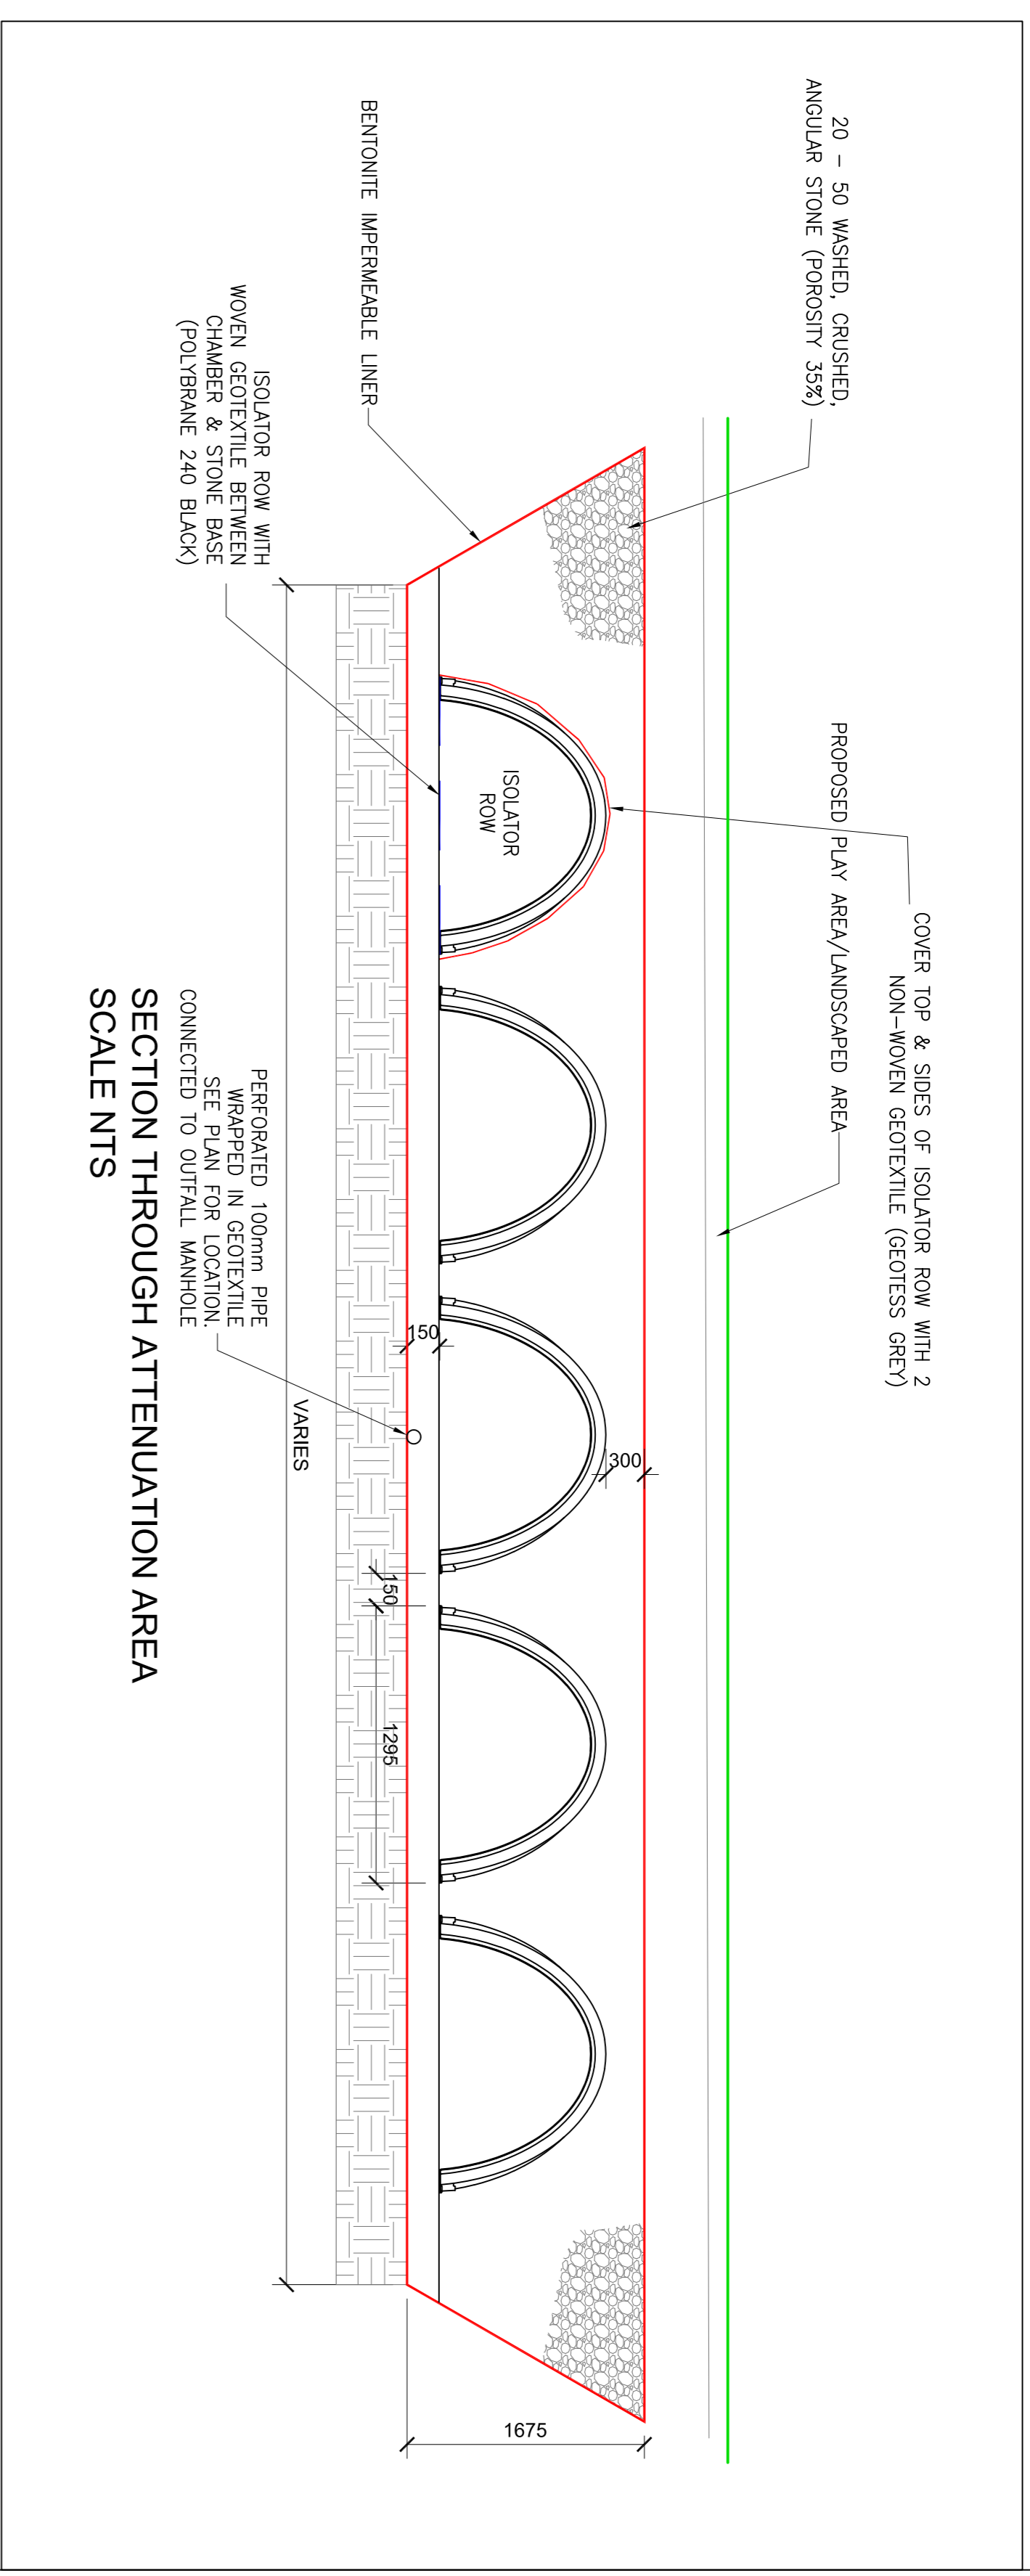 20 - 50 WASHED, CRUSHED,
ANGULAR STONE (POROSITY 35%)
PROPOSED PLAY AREA/LANDSCAPED AREA
COVER TOP & SIDES OF ISOLATOR ROW WITH 2
NON-WOVEN GEOTEXTILE (GEOTESS GREY)
BENTONITE IMPERMEABLE LINER
ISOLATOR
ROW
300
150
150
1295
1675
ISOLATOR ROW WITH
WOVEN GEOTEXTILE BETWEEN
CHAMBER & STONE BASE
(POLYBRANE 240 BLACK)
VARIES
PERFORATED 100mm PIPE
WRAPPED IN GEOTEXTILE
SEE PLAN FOR LOCATION.
CONNECTED TO OUTFALL MANHOLE
SECTION THROUGH ATTENUATION AREA
SCALE NTS